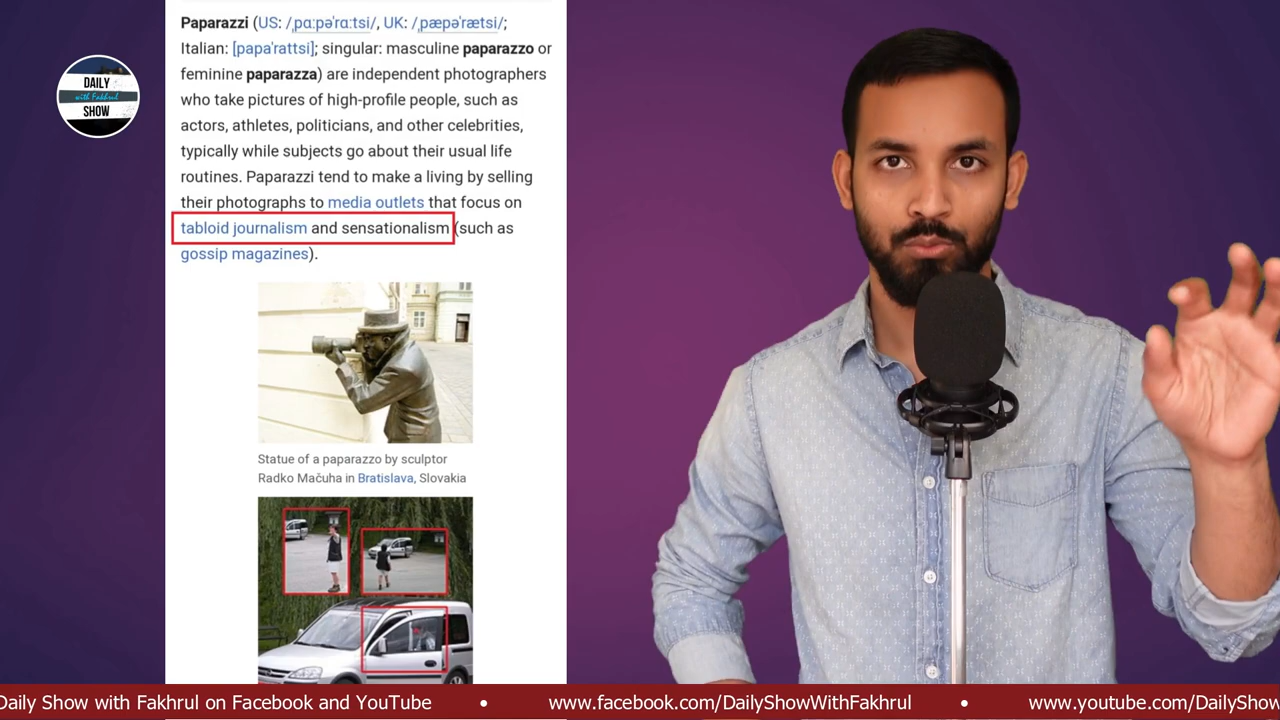 DAILY
with Fakhrul
SHOW
Paparazzi (US: /ˌpɑːpəˈrɑːtsi/, UK: /ˌpæpəˈrætsi/;
Italian: [papaˈrattsi]; singular: masculine paparazzo or
feminine paparazza) are independent photographers
who take pictures of high-profile people, such as
actors, athletes, politicians, and other celebrities,
typically while subjects go about their usual life
routines. Paparazzi tend to make a living by selling
their photographs to media outlets that focus on
tabloid journalism and sensationalism (such as
gossip magazines).
Statue of a paparazzo by sculptor
Radko Mačuha in Bratislava, Slovakia
Daily Show with Fakhrul on Facebook and YouTube • www.facebook.com/DailyShowWithFakhrul • www.youtube.com/DailyShow